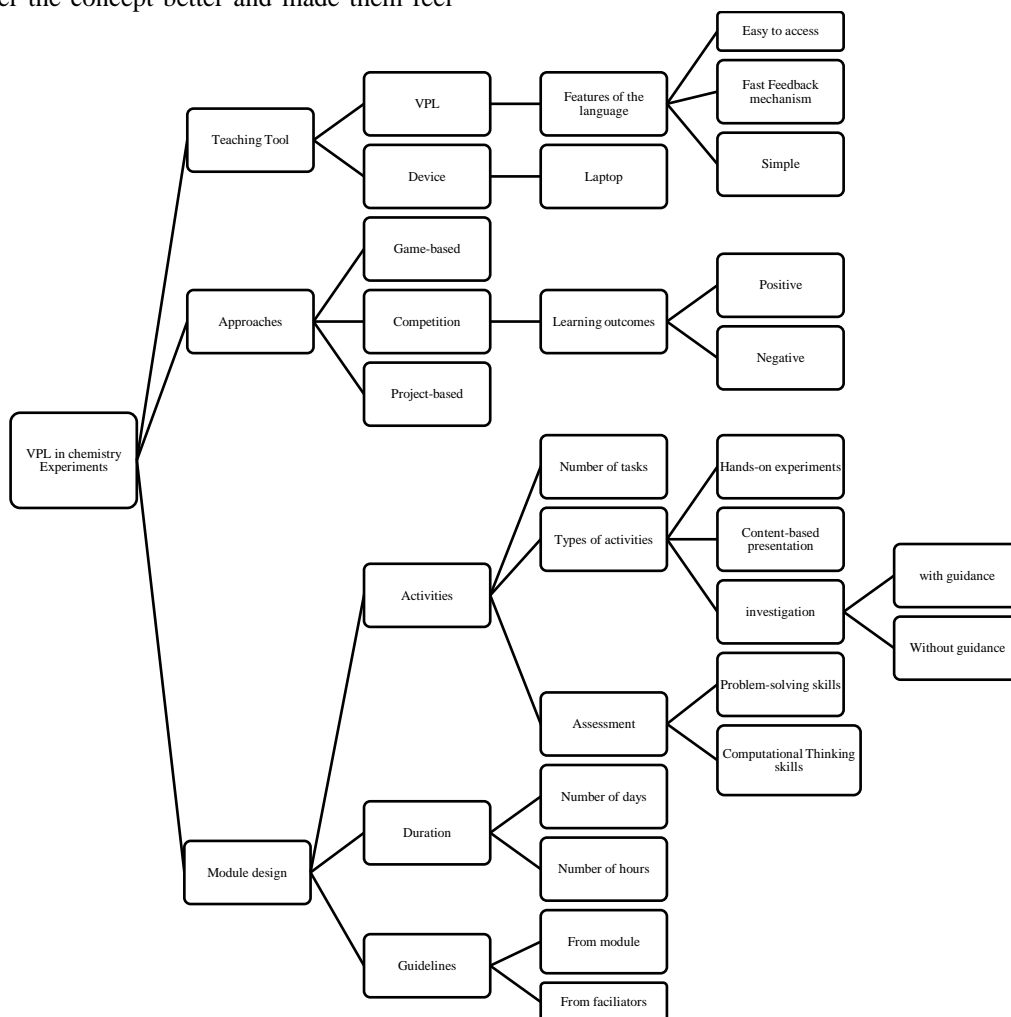 er the concept better and made them feel
Easy to access
VPL
Features of the
language
Fast Feedback
mechanism
Teaching Tool
Simple
Device
Laptop
Game-based
Positive
Approaches
Competition
Learning outcomes
Negative
Project-based
VPL in chemistry
Experiments
Number of tasks
Hands-on experiments
Types of activities
Content-based
presentation
Activities
with guidance
investigation
Without guidance
Problem-solving skills
Assessment
Computational Thinking
skills
Number of days
Duration
Number of hours
Module design
From module
Guidelines
From faciliators